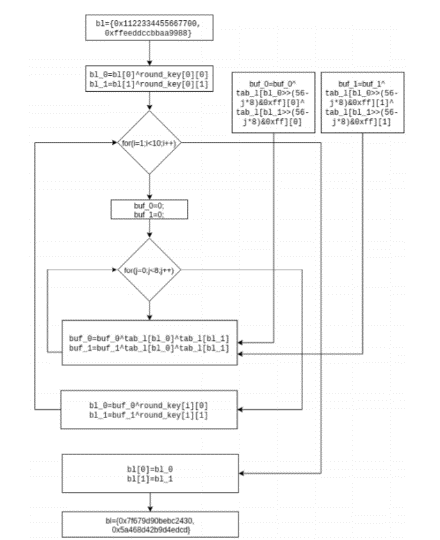 bl={0x1122334455667700,
0xffeeddccbbaa9988}
bl_0=bl[0]^round_key[0][0]
bl_1=bl[1]^round_key[0][1]
buf_0=buf_0^
tab_l[bl_0>>(56-
j*8)&0xff][0]^
tab_l[bl_1>>(56-
j*8)&0xff][0]
buf_1=buf_1^
tab_l[bl_0>>(56-
j*8)&0xff][1]^
tab_l[bl_1>>(56-
j*8)&0xff][1]
for(i=1;i<10;i++)
buf_0=0;
buf_1=0;
for(j=0;j<8,j++)
buf_0=buf_0^tab_l[bl_0]^tab_l[bl_1]
buf_1=buf_1^tab_l[bl_0]^tab_l[bl_1]
bl_0=buf_0^round_key[i][0]
bl_1=buf_1^round_key[i][1]
bl[0]=bl_0
bl[1]=bl_1
bl={0x7f679d90bebc2430,
0x5a468d42b9d4edcd}